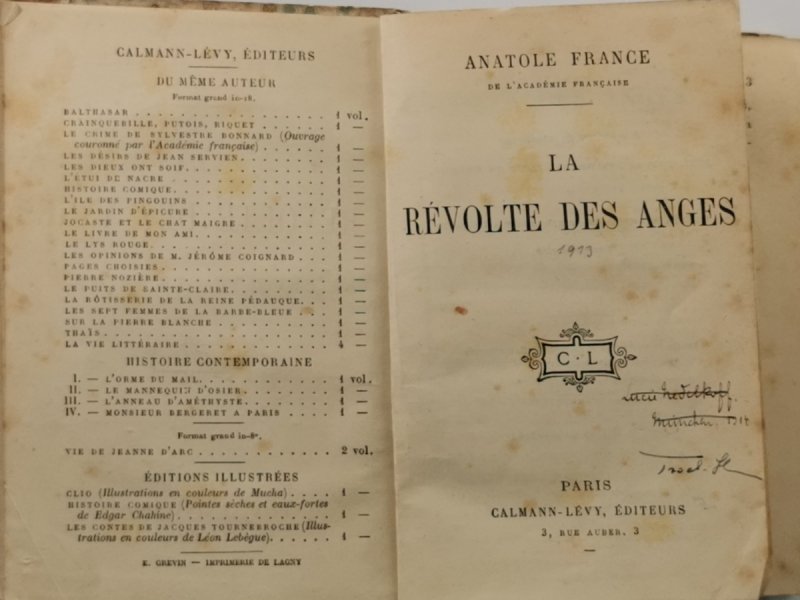 CALMANN-LÉVY, ÉDITEURS
DU MÊME AUTEUR
Format grand in-18.
BALTHASAR . . . . . . . . . . . . . . . . . . 1 vol.
CRAINQUEBILLE, PUTOIS, RIQUET . . . . . . 1 —
LE CRIME DE SYLVESTRE BONNARD (Ouvrage
couronné par l'Académie française) . . . . . . 1 —
LES DÉSIRS DE JEAN SERVIEN . . . . . . . . 1 —
LES DIEUX ONT SOIF . . . . . . . . . . . . . 1 —
L'ÉTUI DE NACRE . . . . . . . . . . . . . . . 1 —
HISTOIRE COMIQUE . . . . . . . . . . . . . . 1 —
L'ÎLE DES PINGOUINS . . . . . . . . . . . . . 1 —
LE JARDIN D'ÉPICURE . . . . . . . . . . . . . 1 —
JOCASTE ET LE CHAT MAIGRE . . . . . . . . 1 —
LE LIVRE DE MON AMI . . . . . . . . . . . . 1 —
LE LYS ROUGE . . . . . . . . . . . . . . . . . 1 —
LES OPINIONS DE M. JÉRÔME COIGNARD . . . 1 —
PAGES CHOISIES . . . . . . . . . . . . . . . . 1 —
PIERRE NOZIÈRE . . . . . . . . . . . . . . . . 1 —
LE PUITS DE SAINTE-CLAIRE . . . . . . . . . 1 —
LA RÔTISSERIE DE LA REINE PÉDAUQUE . . . 1 —
LES SEPT FEMMES DE LA BARBE-BLEUE . . . 1 —
SUR LA PIERRE BLANCHE . . . . . . . . . . . 1 —
THAÏS . . . . . . . . . . . . . . . . . . . . . 1 —
LA VIE LITTÉRAIRE . . . . . . . . . . . . . . 4 —
HISTOIRE CONTEMPORAINE
I. — L'ORME DU MAIL . . . . . . . . . . . . 1 vol.
II. — LE MANNEQUIN D'OSIER . . . . . . . . 1 —
III. — L'ANNEAU D'AMÉTHYSTE . . . . . . . 1 —
IV. — MONSIEUR BERGERET A PARIS . . . . 1 —
Format grand in-8º.
VIE DE JEANNE D'ARC . . . . . . . . . . . . 2 vol.
ÉDITIONS ILLUSTRÉES
CLIO (Illustrations en couleurs de Mucha) . . . . 1 —
HISTOIRE COMIQUE (Pointes sèches et eaux-fortes
de Edgar Chahine) . . . . . . . . . . . . . . 1 —
LES CONTES DE JACQUES TOURNEBROCHE (Illus-
trations en couleurs de Léon Lebègue) . . . . . . 1 —
E. GREVIN — IMPRIMERIE DE LAGNY
ANATOLE FRANCE
DE L'ACADÉMIE FRANÇAISE
LA
RÉVOLTE DES ANGES
1913
C · L
Nedelkoff.
München. 1914
PARIS
CALMANN-LÉVY, ÉDITEURS
3, RUE AUBER, 3